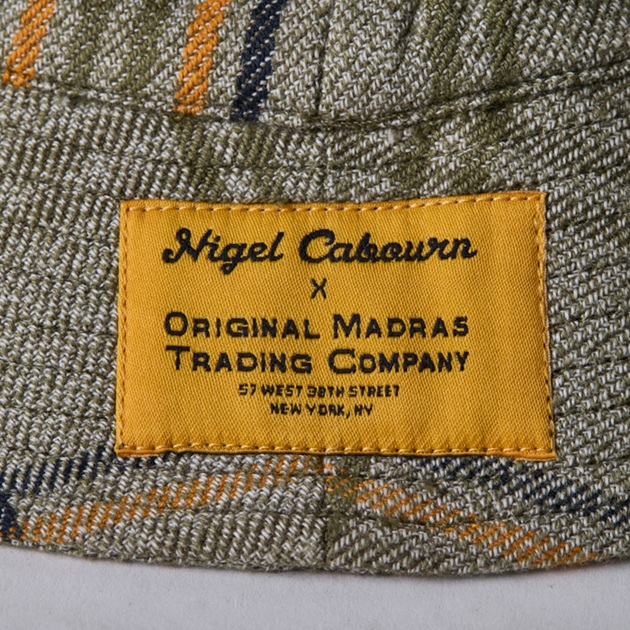 Nigel Cabourn
X
ORIGINAL MADRAS
TRADING COMPANY
57 WEST 38TH STREET
NEW YORK, NY